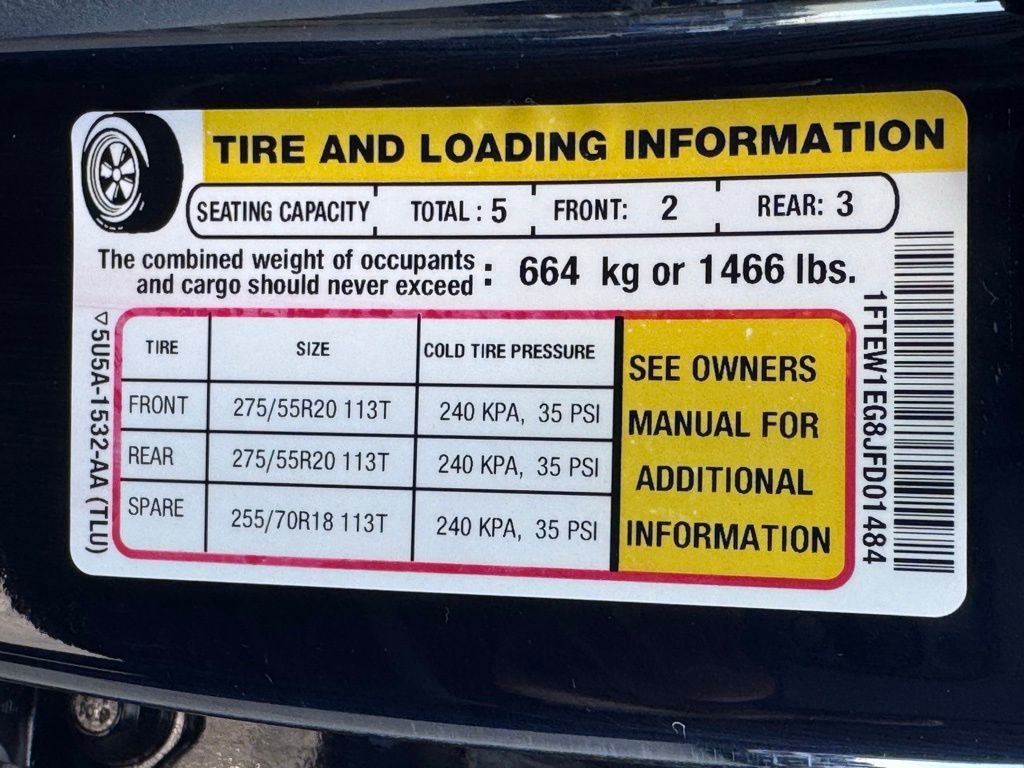 TIRE AND LOADING INFORMATION
SEATING CAPACITY TOTAL : 5 FRONT: 2 REAR: 3
The combined weight of occupants
and cargo should never exceed : 664 kg or 1466 lbs.
TIRE SIZE COLD TIRE PRESSURE
FRONT 275/55R20 113T 240 KPA, 35 PSI
REAR 275/55R20 113T 240 KPA, 35 PSI
SPARE 255/70R18 113T 240 KPA, 35 PSI
SEE OWNERS
MANUAL FOR
ADDITIONAL
INFORMATION
5U5A-1532-AA (TLU)
1FTEW1EG8JFD01484